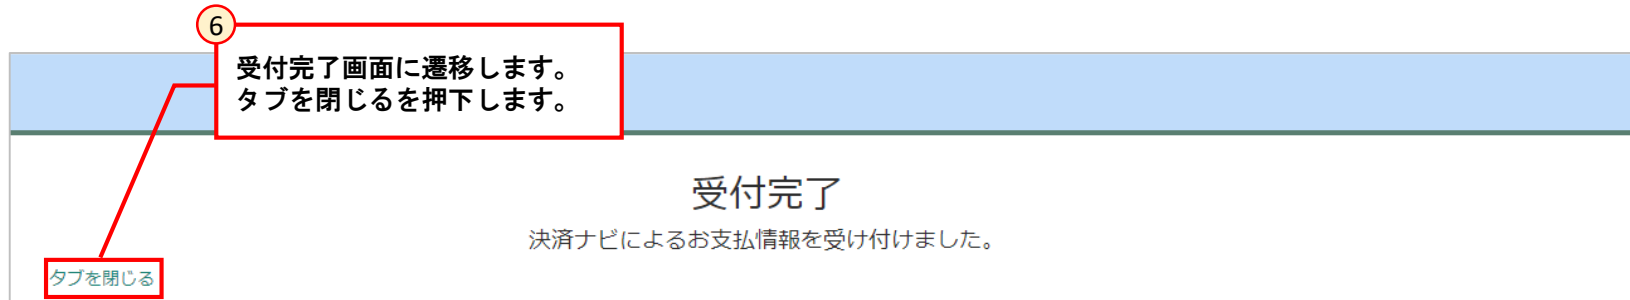 6
受付完了画面に遷移します。
タブを閉じるを押下します。
受付完了
決済ナビによるお支払情報を受け付けました。
タブを閉じる